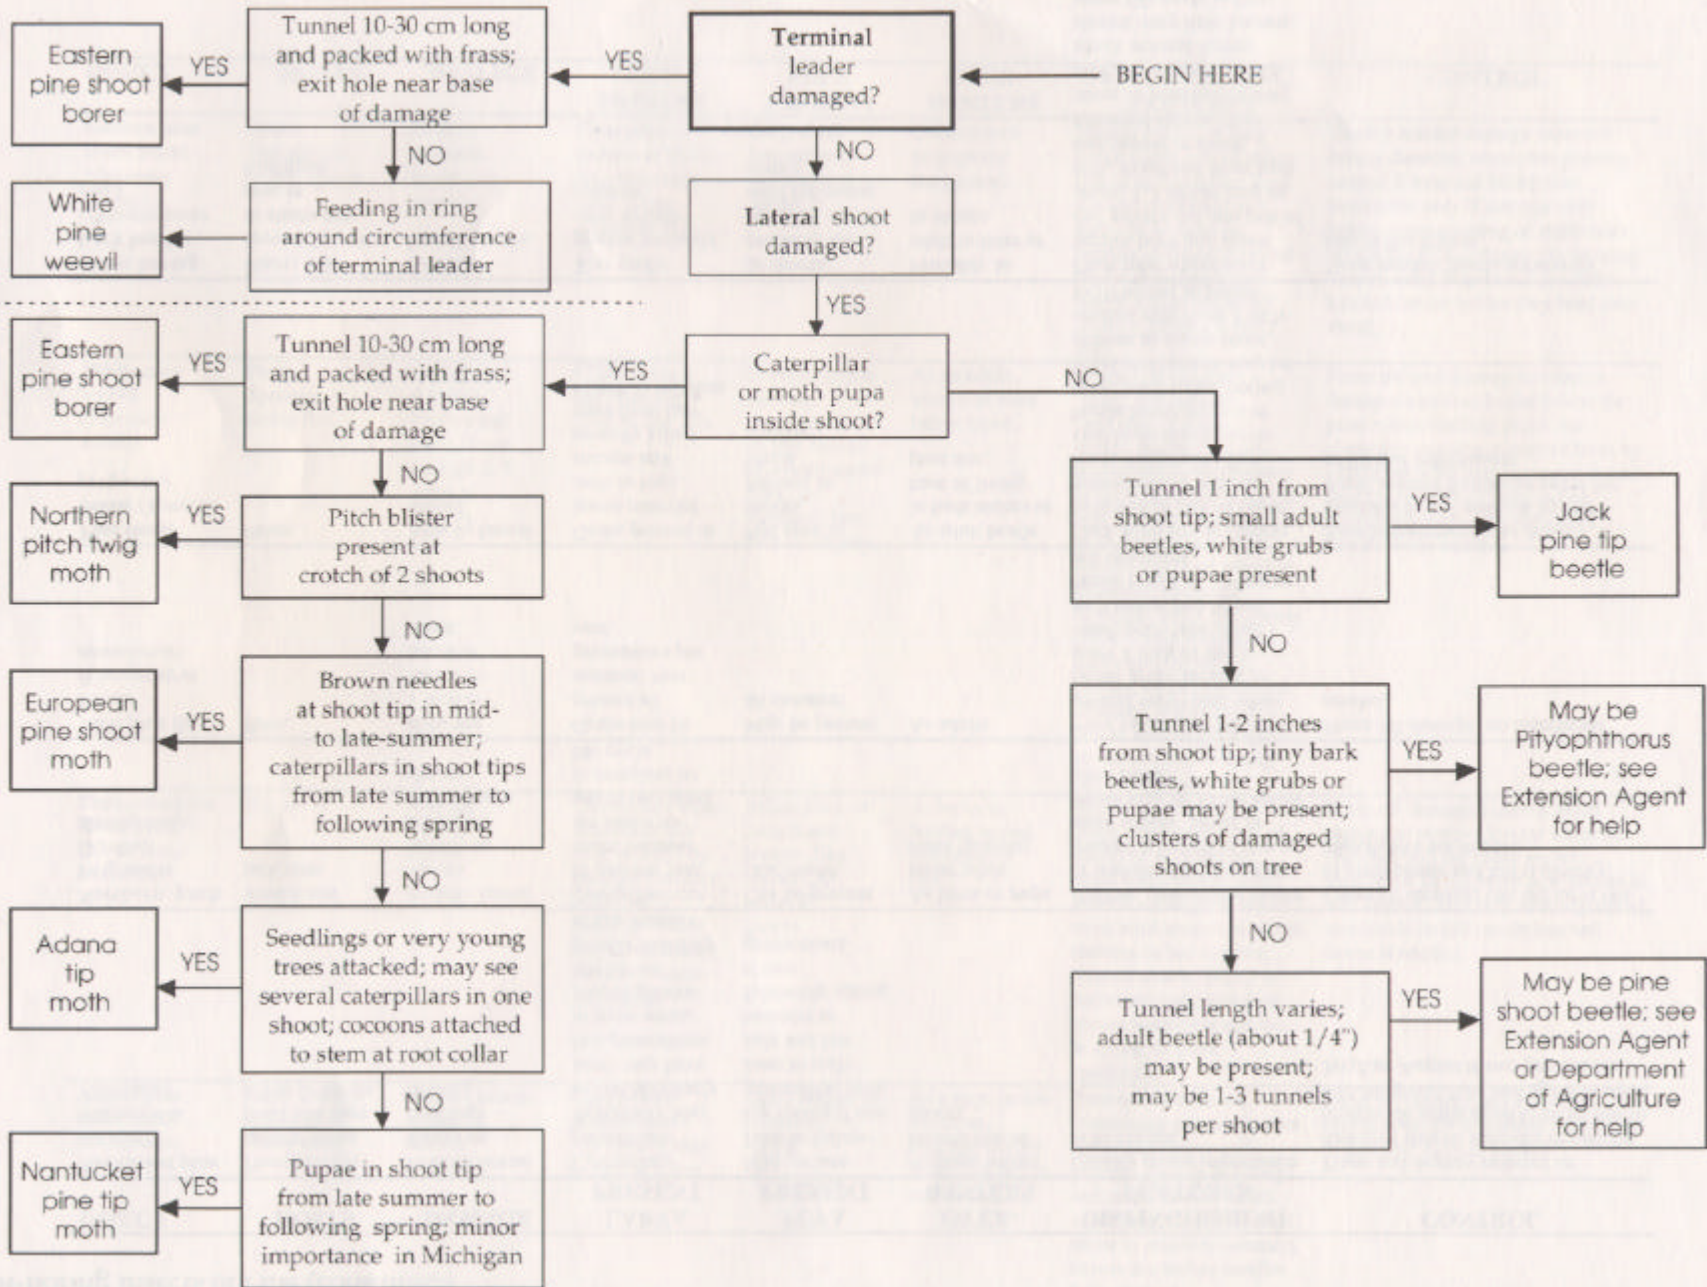 BEGIN HERE
Terminal
leader
damaged?
YES
Tunnel 10-30 cm long
and packed with frass;
exit hole near base
of damage
YES
Eastern
pine shoot
borer
NO
Feeding in ring
around circumference
of terminal leader
White
pine
weevil
NO
Lateral shoot
damaged?
YES
Caterpillar
or moth pupa
inside shoot?
YES
Tunnel 10-30 cm long
and packed with frass;
exit hole near base
of damage
YES
Eastern
pine shoot
borer
NO
Pitch blister
present at
crotch of 2 shoots
YES
Northern
pitch twig
moth
NO
Brown needles
at shoot tip in mid-
to late-summer;
caterpillars in shoot tips
from late summer to
following spring
YES
European
pine shoot
moth
NO
Seedlings or very young
trees attacked; may see
several caterpillars in one
shoot; cocoons attached
to stem at root collar
YES
Adana
tip
moth
NO
Pupae in shoot tip
from late summer to
following spring; minor
importance in Michigan
YES
Nantucket
pine tip
moth
NO
Tunnel 1 inch from
shoot tip; small adult
beetles, white grubs
or pupae present
YES
Jack
pine tip
beetle
NO
Tunnel 1-2 inches
from shoot tip; tiny bark
beetles, white grubs or
pupae may be present;
clusters of damaged
shoots on tree
YES
May be
Pityophthorus
beetle; see
Extension Agent
for help
NO
Tunnel length varies;
adult beetle (about 1/4")
may be present;
may be 1-3 tunnels
per shoot
YES
May be pine
shoot beetle; see
Extension Agent
or Department
of Agriculture
for help